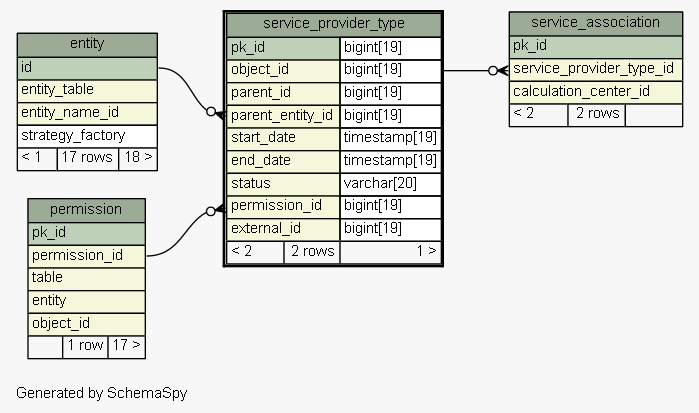 entity
id
entity_table
entity_name_id
strategy_factory
< 1 17 rows 18 >
permission
pk_id
permission_id
table
entity
object_id
1 row 17 >
service_provider_type
pk_id bigint[19]
object_id bigint[19]
parent_id bigint[19]
parent_entity_id bigint[19]
start_date timestamp[19]
end_date timestamp[19]
status varchar[20]
permission_id bigint[19]
external_id bigint[19]
< 2 2 rows 1 >
service_association
pk_id
service_provider_type_id
calculation_center_id
< 2 2 rows
Generated by SchemaSpy